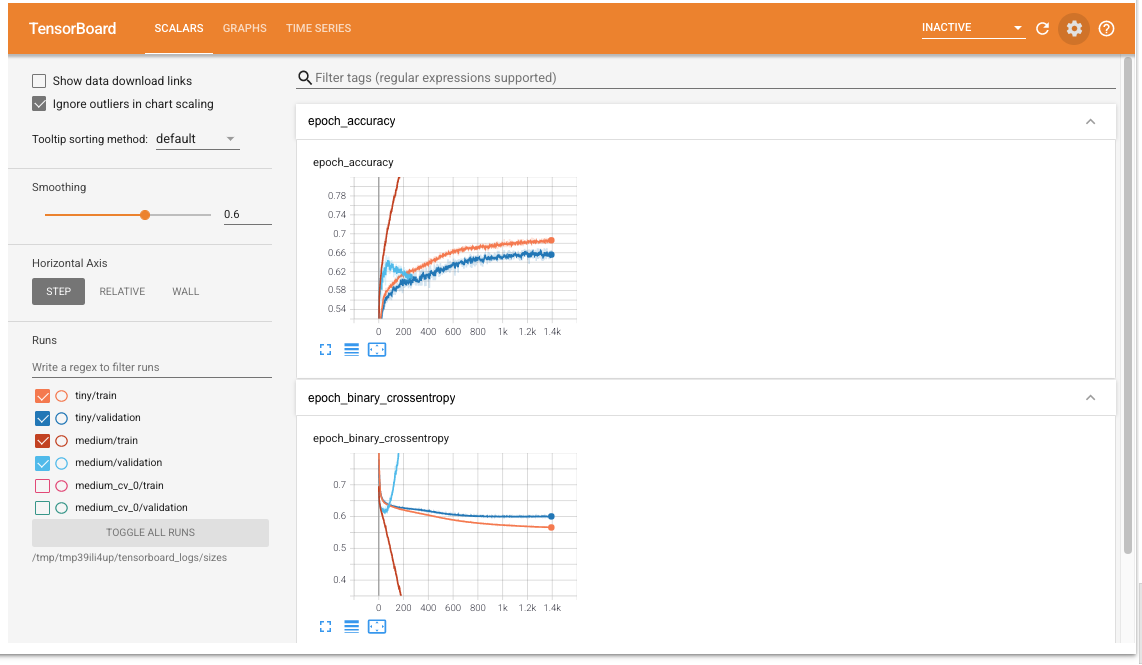 TensorBoard SCALARS GRAPHS TIME SERIES INACTIVE
Show data download links
Ignore outliers in chart scaling
Tooltip sorting method: default
Smoothing
0.6
Horizontal Axis
STEP RELATIVE WALL
Runs
Write a regex to filter runs
tiny/train
tiny/validation
medium/train
medium/validation
medium_cv_0/train
medium_cv_0/validation
TOGGLE ALL RUNS
/tmp/tmp39ili4up/tensorboard_logs/sizes
Filter tags (regular expressions supported)
epoch_accuracy
epoch_accuracy
0.78
0.74
0.7
0.66
0.62
0.58
0.54
0 200 400 600 800 1k 1.2k 1.4k
epoch_binary_crossentropy
epoch_binary_crossentropy
0.7
0.6
0.5
0.4
0 200 400 600 800 1k 1.2k 1.4k